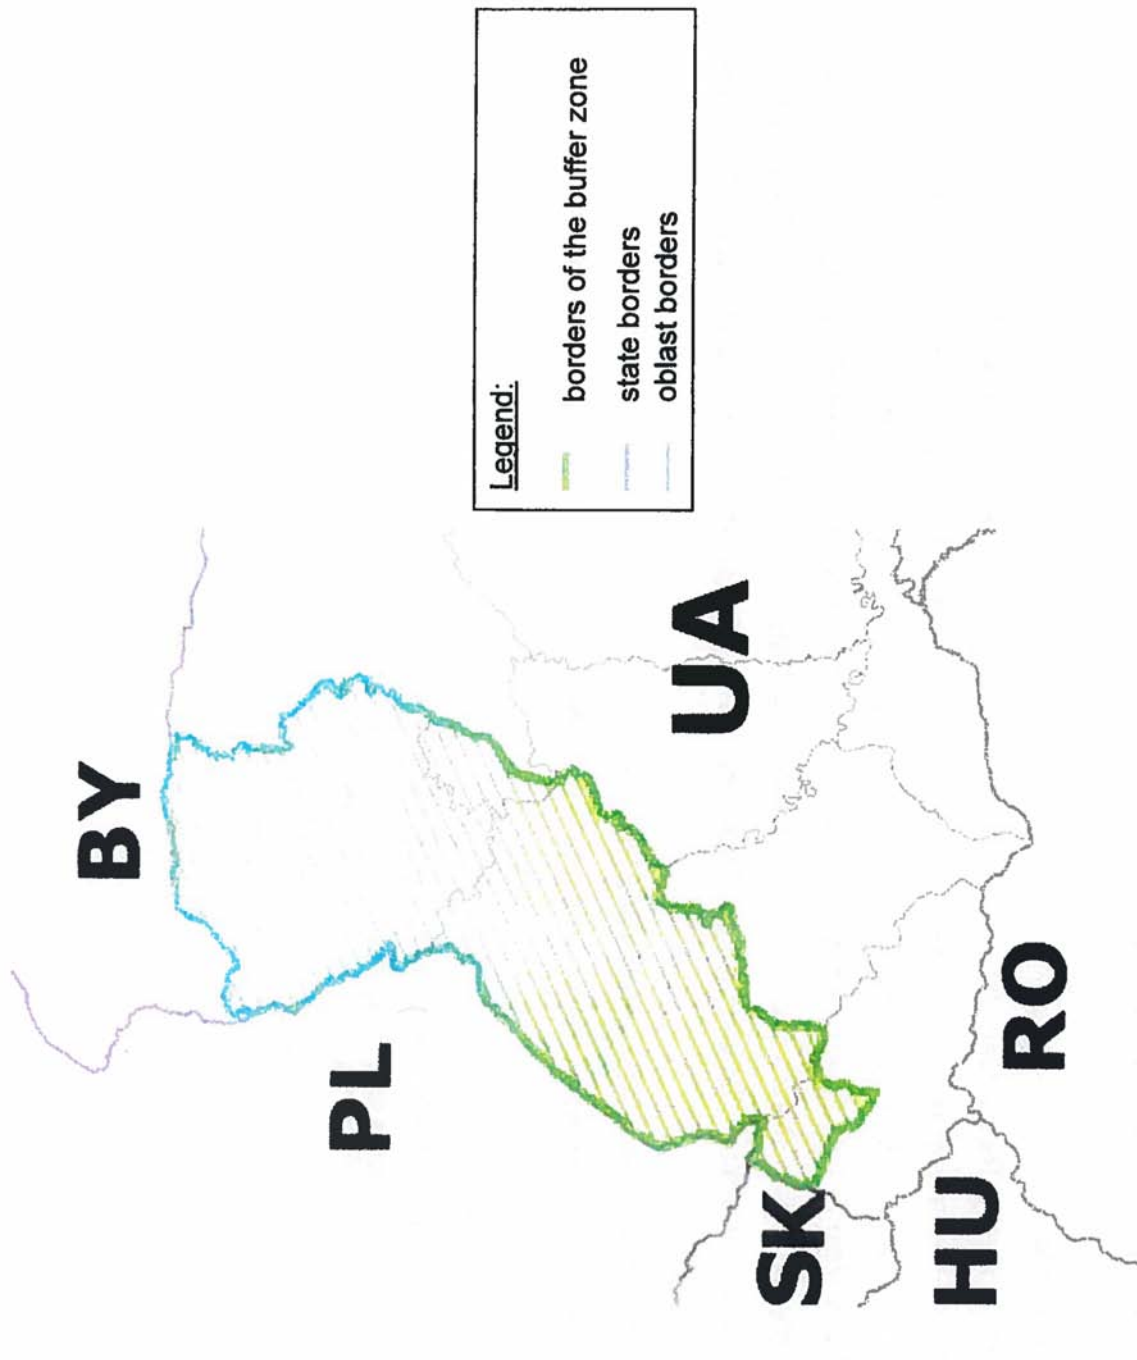 BY
PL
UA
SK
HU
RO
Legend:
borders of the buffer zone
state borders
oblast borders